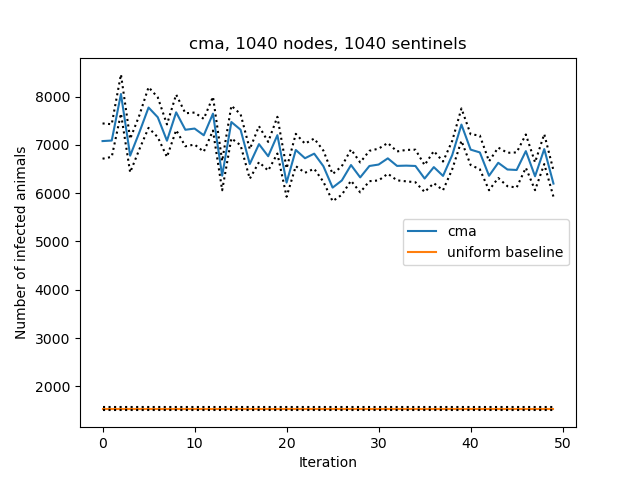 cma, 1040 nodes, 1040 sentinels
Number of infected animals
8000
7000
6000
5000
4000
3000
2000
cma
uniform baseline
0
10
20
30
40
50
Iteration